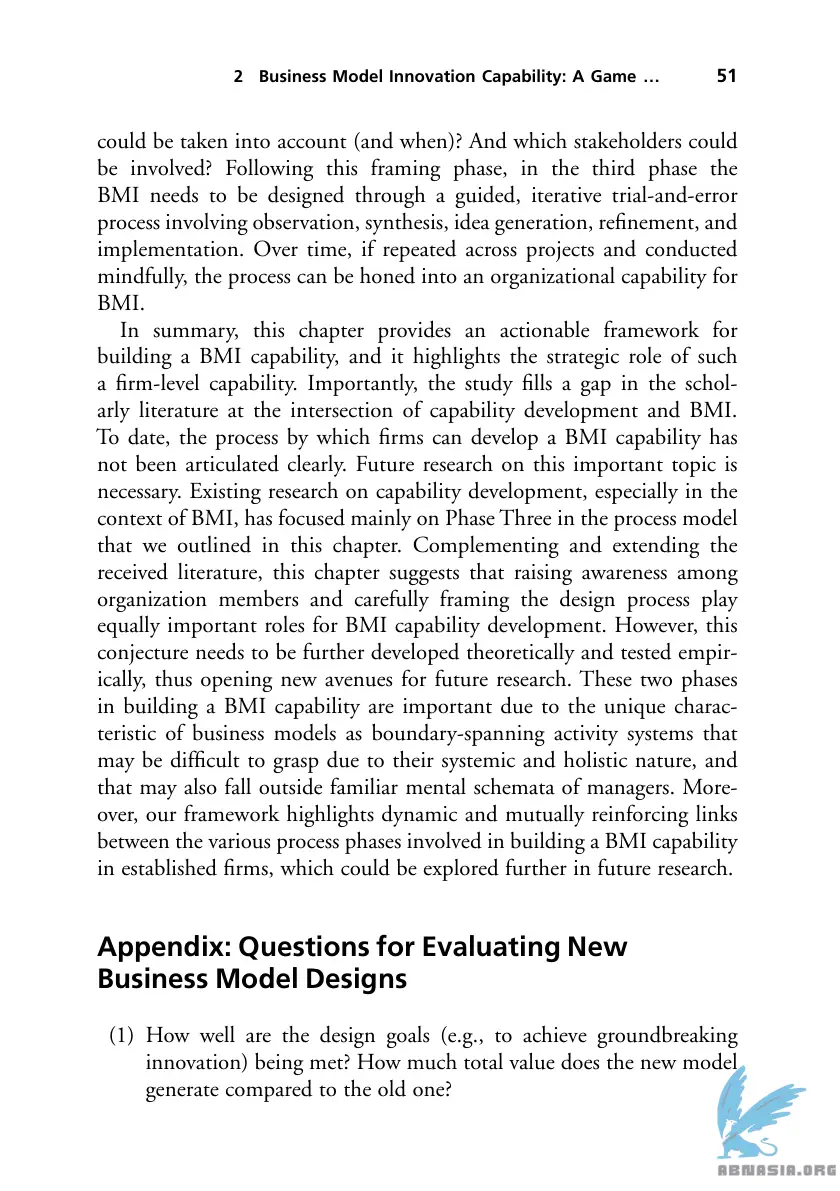 2 Business Model Innovation Capability: A Game … 51
could be taken into account (and when)? And which stakeholders could
be involved? Following this framing phase, in the third phase the
BMI needs to be designed through a guided, iterative trial-and-error
process involving observation, synthesis, idea generation, refinement, and
implementation. Over time, if repeated across projects and conducted
mindfully, the process can be honed into an organizational capability for
BMI.
In summary, this chapter provides an actionable framework for
building a BMI capability, and it highlights the strategic role of such
a firm-level capability. Importantly, the study fills a gap in the schol-
arly literature at the intersection of capability development and BMI.
To date, the process by which firms can develop a BMI capability has
not been articulated clearly. Future research on this important topic is
necessary. Existing research on capability development, especially in the
context of BMI, has focused mainly on Phase Three in the process model
that we outlined in this chapter. Complementing and extending the
received literature, this chapter suggests that raising awareness among
organization members and carefully framing the design process play
equally important roles for BMI capability development. However, this
conjecture needs to be further developed theoretically and tested empir-
ically, thus opening new avenues for future research. These two phases
in building a BMI capability are important due to the unique charac-
teristic of business models as boundary-spanning activity systems that
may be difficult to grasp due to their systemic and holistic nature, and
that may also fall outside familiar mental schemata of managers. More-
over, our framework highlights dynamic and mutually reinforcing links
between the various process phases involved in building a BMI capability
in established firms, which could be explored further in future research.
Appendix: Questions for Evaluating New
Business Model Designs
(1) How well are the design goals (e.g., to achieve groundbreaking
innovation) being met? How much total value does the new model
generate compared to the old one?
ABNASIA.ORG